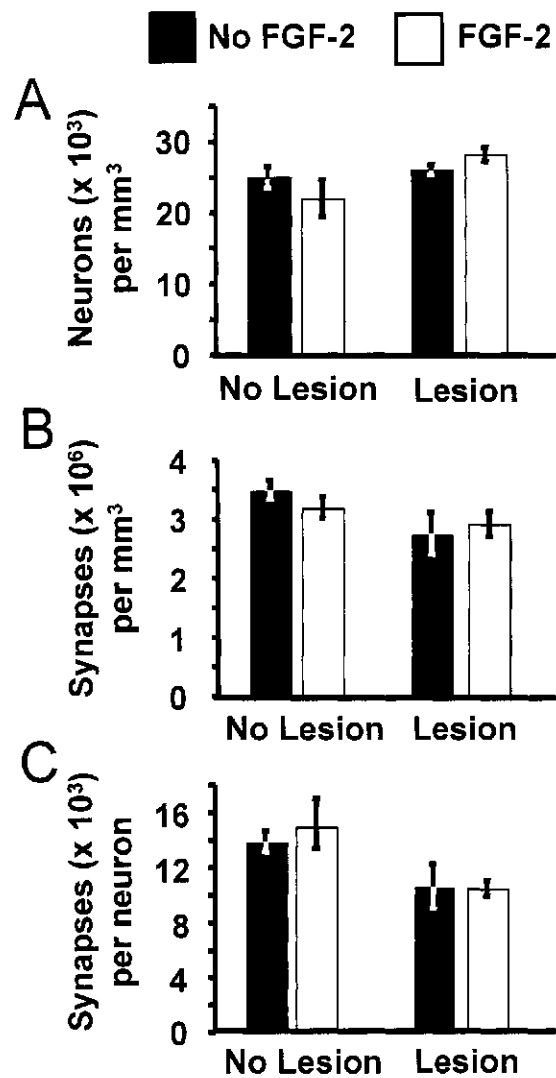 No FGF-2 FGF-2
A
Neurons (x 10³)
per mm³
30
20
10
0
No Lesion Lesion
B
Synapses (x 10⁶)
per mm³
4
3
2
1
0
No Lesion Lesion
C
Synapses (x 10³)
per neuron
16
12
8
4
0
No Lesion Lesion